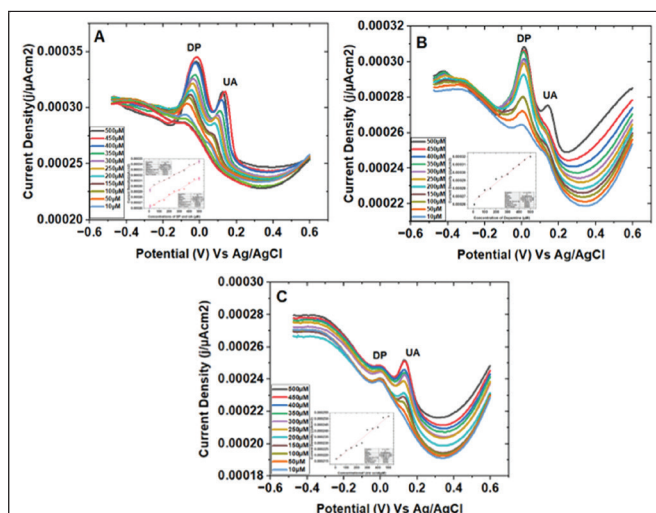 A
DP
UA
Current Density/j/µAcm2)
0.00035
0.00030
0.00025
0.00020
500µM
450µM
400µM
350µM
300µM
250µM
200µM
150µM
100µM
50µM
10µM
−0.6 −0.4 −0.2 0.0 0.2 0.4 0.6
Potential (V) Vs Ag/AgCl
B
DP
UA
Current Density (j/µAcm2)
0.00032
0.00030
0.00028
0.00026
0.00024
0.00022
500µM
450µM
400µM
350µM
300µM
250µM
200µM
150µM
100µM
50µM
10µM
−0.6 −0.4 −0.2 0.0 0.2 0.4 0.6
Potential (V) Vs Ag/AgCl
C
DP
UA
Current Density (j/µAcm2)
0.00030
0.00028
0.00026
0.00024
0.00022
0.00020
0.00018
500µM
450µM
400µM
350µM
300µM
250µM
200µM
150µM
100µM
50µM
10µM
−0.6 −0.4 −0.2 0.0 0.2 0.4 0.6
Potential (V) Vs Ag/AgCl